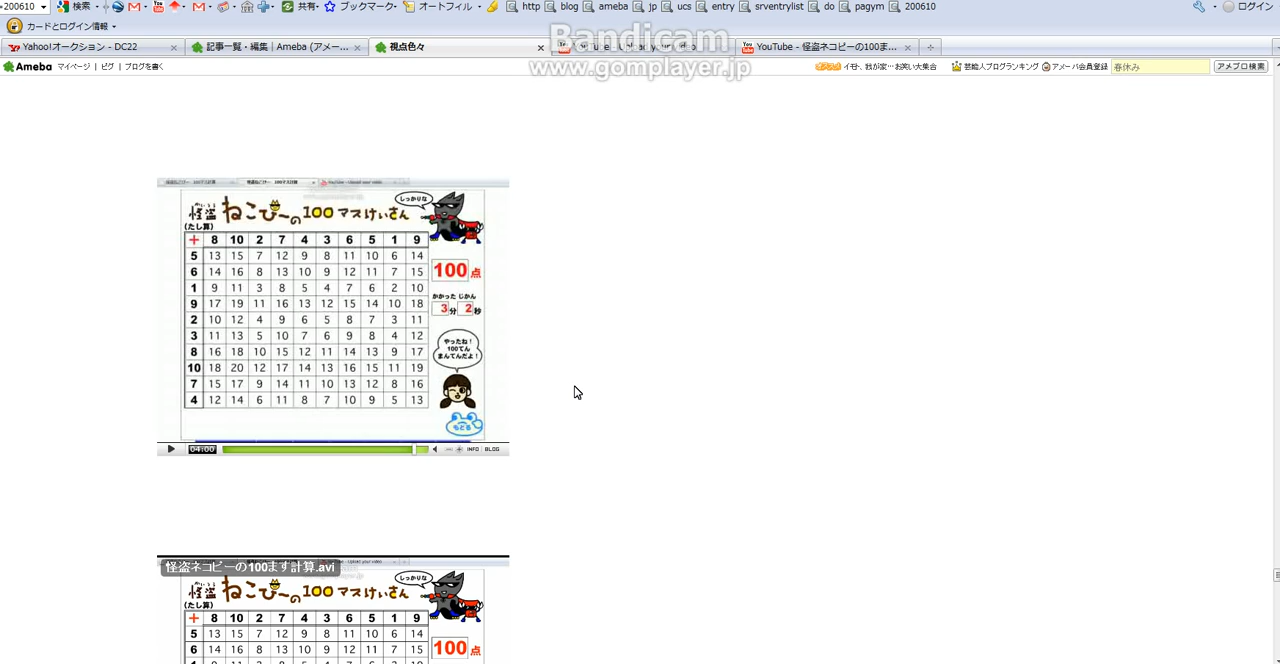 200610 検索 共有 ブックマーク オートフィル http blog ameba jp ucs entry srventrylist do pagym 200610 ログイン
カードとログイン情報
Yahoo!オークション - DC22 記事一覧・編集 | Ameba (アメー... 視点色々 YouTube - 怪盗ネコピーの100ま...
Bandicam
www.gomplayer.jp
Ameba マイページ | ピグ | ブログを書く 芸能人ブログランキング アメーバ会員登録 春休み アメブロ検索
怪盗 ねこぴーの100マスけいさん
しっかりな
(たし算)
+ 8 10 2 7 4 3 6 5 1 9
5 13 15 7 12 9 8 11 10 6 14
6 14 16 8 13 10 9 12 11 7 15
1 9 11 3 8 5 4 7 6 2 10
9 17 19 11 16 13 12 15 14 10 18
2 10 12 4 9 6 5 8 7 3 11
3 11 13 5 10 7 6 9 8 4 12
8 16 18 10 15 12 11 14 13 9 17
10 18 20 12 17 14 13 16 15 11 19
7 15 17 9 14 11 10 13 12 8 16
4 12 14 6 11 8 7 10 9 5 13
100点
かかった じかん
3分 2秒
やったね!
100てん
まんてんだよ!
もどる
04:00 INFO BLOG
怪盗ネコピーの100ます計算.avi
怪盗 ねこぴーの100マスけいさん
しっかりな
(たし算)
+ 8 10 2 7 4 3 6 5 1 9
5 13 15 7 12 9 8 11 10 6 14
6 14 16 8 13 10 9 12 11 7 15
100点